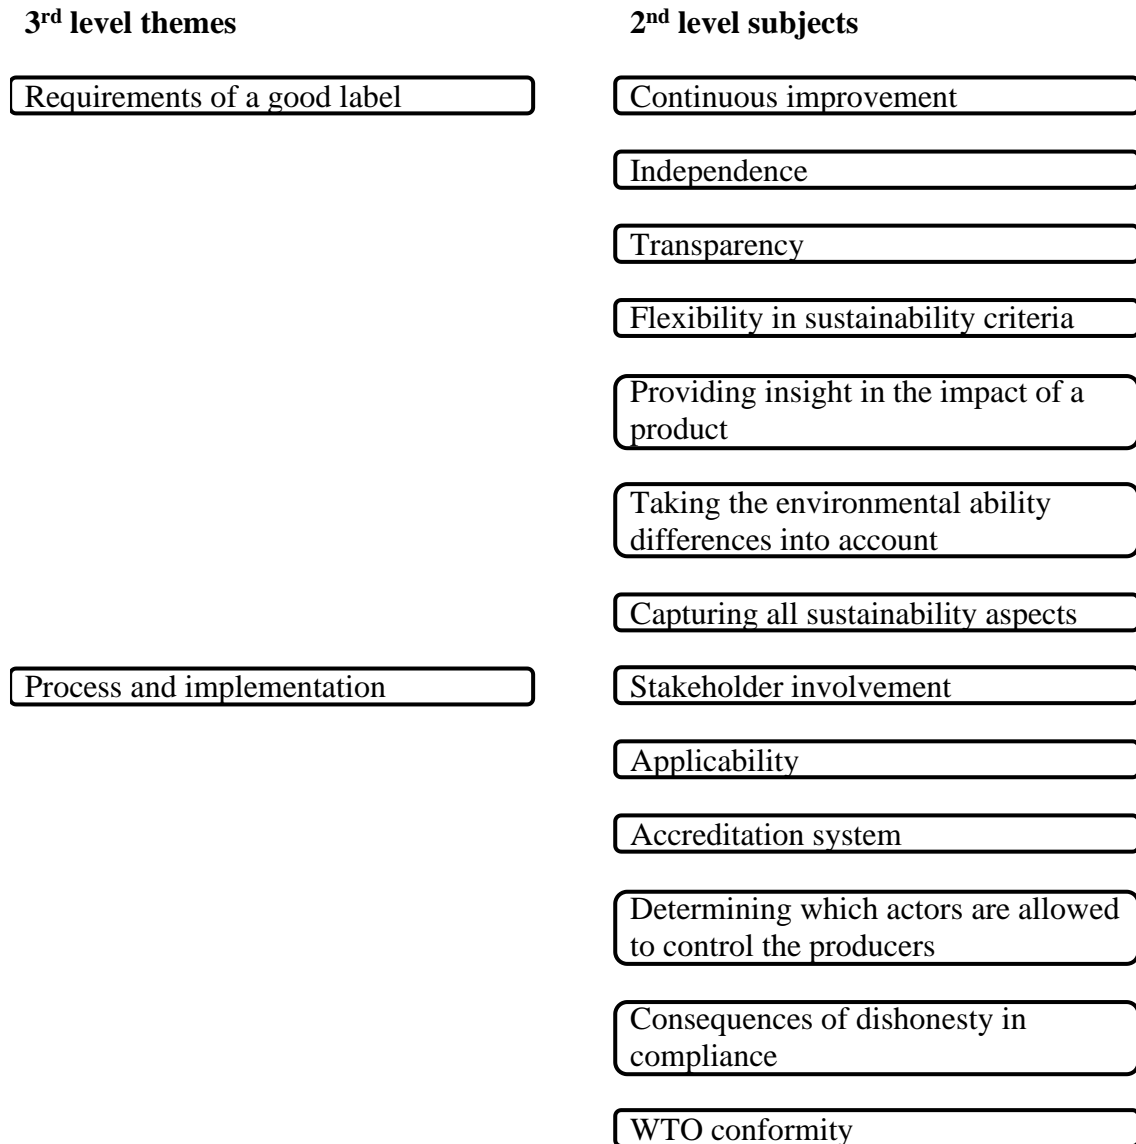 3rd level themes
2nd level subjects
Requirements of a good label
Continuous improvement
Independence
Transparency
Flexibility in sustainability criteria
Providing insight in the impact of a
product
Taking the environmental ability
differences into account
Capturing all sustainability aspects
Process and implementation
Stakeholder involvement
Applicability
Accreditation system
Determining which actors are allowed
to control the producers
Consequences of dishonesty in
compliance
WTO conformity